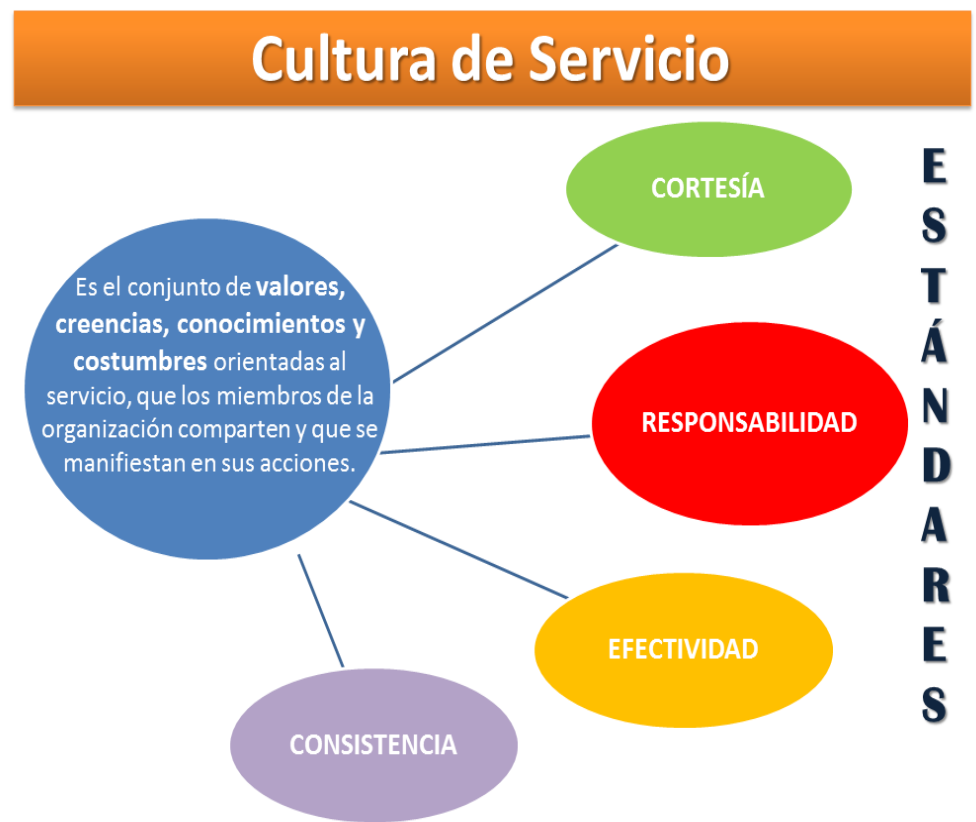 Cultura de Servicio
CORTESÍA
Es el conjunto de valores,
creencias, conocimientos y
costumbres orientadas al
servicio, que los miembros de la
organización comparten y que se
manifiestan en sus acciones.
RESPONSABILIDAD
EFECTIVIDAD
CONSISTENCIA
E
S
T
Á
N
D
A
R
E
S